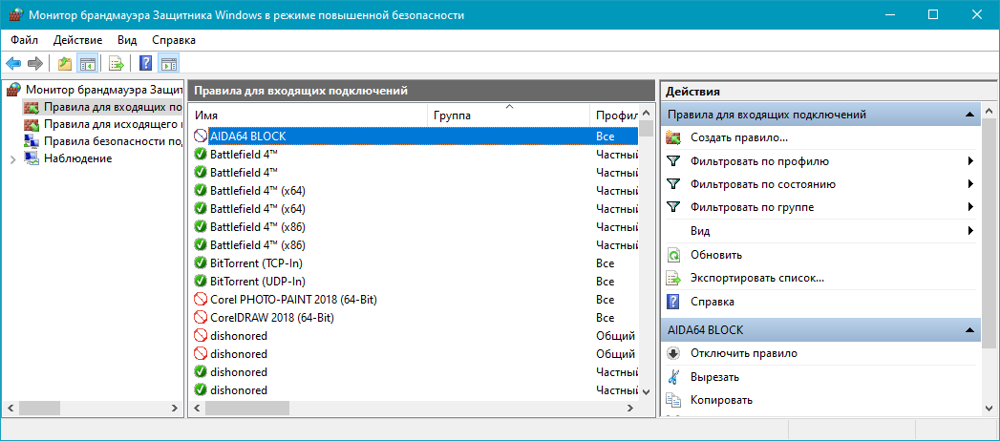 Монитор брандмауэра Защитника Windows в режиме повышенной безопасности
Файл Действие Вид Справка
Монитор брандмауэра Защит
Правила для входящих по
Правила для исходящего
Правила безопасности по
Наблюдение
Правила для входящих подключений
Имя Группа Профил
AIDA64 BLOCK Все
Battlefield 4™ Частный
Battlefield 4™ Частный
Battlefield 4™ (x64) Частный
Battlefield 4™ (x64) Частный
Battlefield 4™ (x86) Частный
Battlefield 4™ (x86) Частный
BitTorrent (TCP-In) Все
BitTorrent (UDP-In) Все
Corel PHOTO-PAINT 2018 (64-Bit) Все
CorelDRAW 2018 (64-Bit) Все
dishonored Общий
dishonored Общий
dishonored Частный
dishonored Частный
Действия
Правила для входящих подключений
Создать правило...
Фильтровать по профилю
Фильтровать по состоянию
Фильтровать по группе
Вид
Обновить
Экспортировать список...
Справка
AIDA64 BLOCK
Отключить правило
Вырезать
Копировать